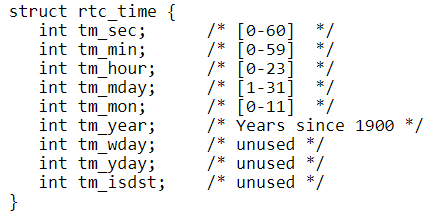 struct rtc_time {
   int tm_sec;      /* [0-60]  */
   int tm_min;      /* [0-59]  */
   int tm_hour;     /* [0-23]  */
   int tm_mday;     /* [1-31]  */
   int tm_mon;      /* [0-11]  */
   int tm_year;     /* Years since 1900 */
   int tm_wday;     /* unused */
   int tm_yday;     /* unused */
   int tm_isdst;    /* unused */
}